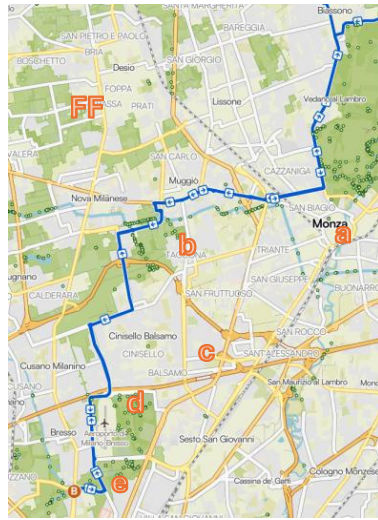 SANTA MARGHERITA
Biassono
BAREGGIA
SAN PIETRO E PAOLO
BRIA
SAN GIORGIO
BOSCHETTO
Desio
FOPPA
Lissone
Vedano al Lambro
FF
PRATI
VALERA
SAN CARLO
CAZZANIGA
Muggiò
Nova Milanese
SAN BIAGIO
Monza
a
b
TRIANTE
SAN GIUSEPPE
BUONARRO
CALDERARA
SAN FRUTTUOSO
SAN ROCCO
Cinisello Balsamo
CINISELLO
c
SANT'ALESSANDRO
Cusano Milanino
BALSAMO
San Maurizio al Lambro
CUSANO
d
Bresso
Aeroporto di
Milano Bresso
Sesto San Giovanni
Cologno Monzese
e
B
Cassina de' Gatti